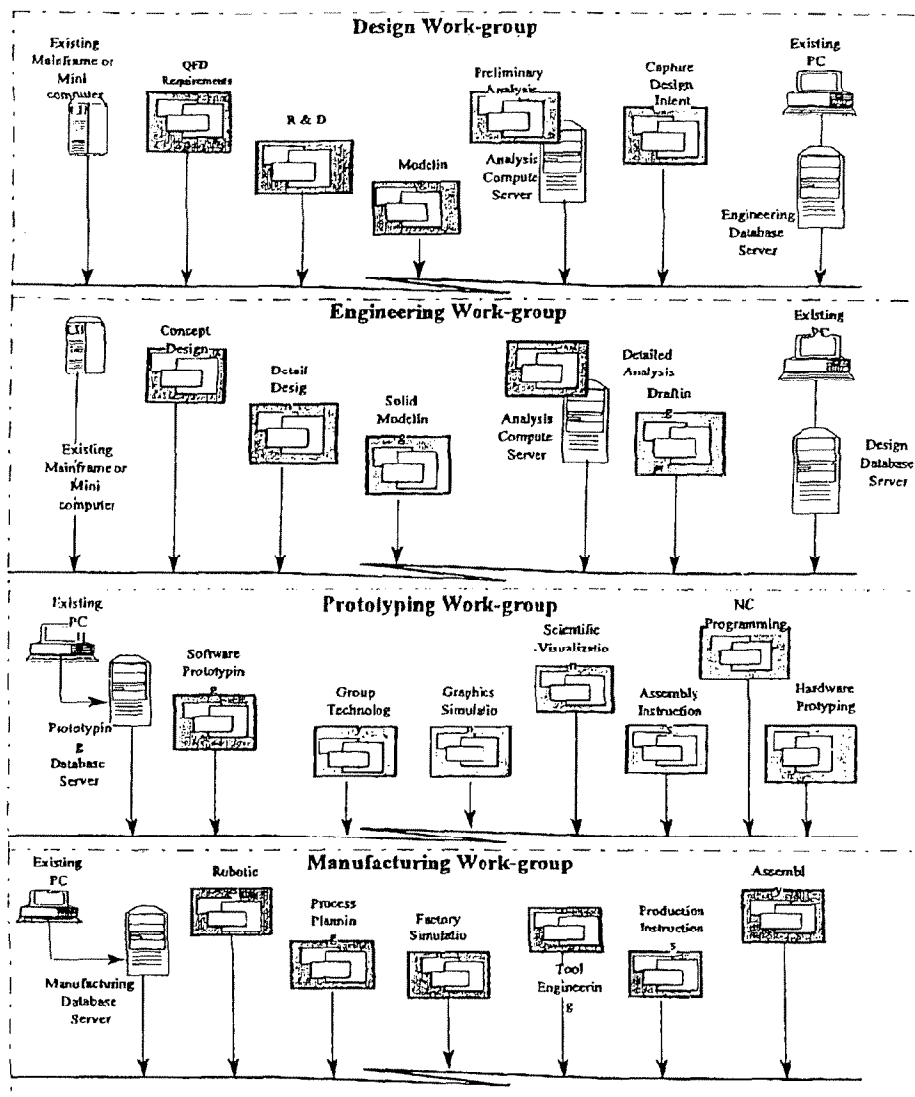 Design Work-group
Existing
Mainframe or
Mini
computer
QFD
Requirements
R & D
Modelin
g
Preliminary
Analysis
Analysis
Compute
Server
Capture
Design
Intent
Existing
PC
Engineering
Database
Server
Engineering Work-group
Existing
Mainframe or
Mini
computer
Concept
Design
Detail
Desig
Solid
Modelin
g
Analysis
Compute
Server
Detailed
Analysis
Draftin
g
Existing
PC
Design
Database
Server
Prototyping Work-group
Existing
PC
Prototypin
g
Database
Server
Software
Prototypin
g
Group
Technolog
y
Graphics
Simulatio
n
Scientific
Visualizatio
n
Assembly
Instruction
s
NC
Programming
Hardware
Protyping
Manufacturing Work-group
Existing
PC
Manufacturing
Database
Server
Robotic
Process
Plannin
g
Factory
Simulatio
n
Tool
Engineerin
g
Production
Instruction
s
Assembl
y